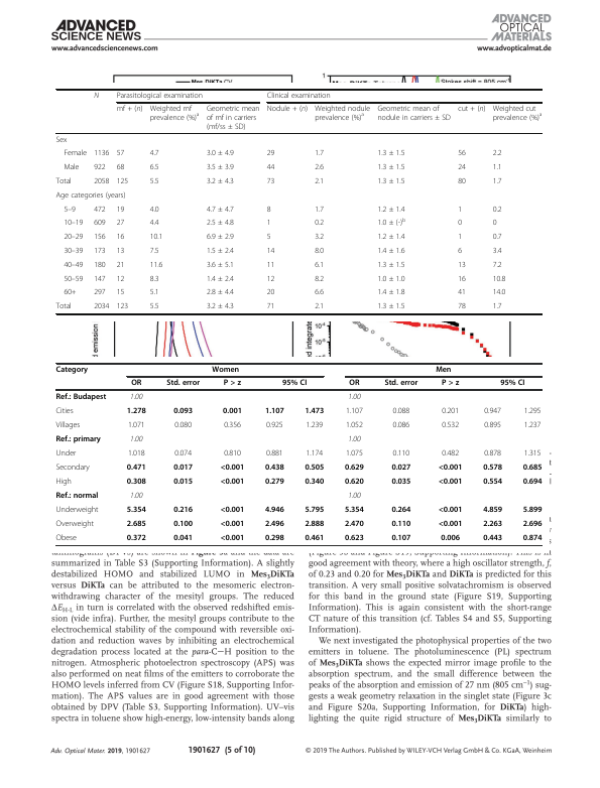 ADVANCED
SCIENCE NEWS
www.advancedsciencenews.com
ADVANCED
OPTICAL
MATERIALS
www.advopticalmat.de
N Parasitological examination Clinical examination
mf + (n) Weighted mf prevalence (%)a Geometric mean of mf in carriers (mf/ss ± SD) Nodule + (n) Weighted nodule prevalence (%)a Geometric mean of nodule in carriers ± SD cut + (n) Weighted cut prevalence (%)a
Sex
Female 1136 57 4.7 3.0 ± 4.9 29 1.7 1.3 ± 1.5 56 2.2
Male 922 68 6.5 3.5 ± 3.9 44 2.6 1.3 ± 1.5 24 1.1
Total 2058 125 5.5 3.2 ± 4.3 73 2.1 1.3 ± 1.5 80 1.7
Age categories (years)
5–9 472 19 4.0 4.7 ± 4.7 8 1.7 1.2 ± 1.4 1 0.2
10–19 609 27 4.4 2.5 ± 4.8 1 0.2 1.0 ± (-)b 0 0
20–29 156 16 10.1 6.9 ± 2.9 5 3.2 1.2 ± 1.4 1 0.7
30–39 173 13 7.5 1.5 ± 2.4 14 8.0 1.4 ± 1.6 6 3.4
40–49 180 21 11.6 3.6 ± 5.1 11 6.1 1.3 ± 1.5 13 7.2
50–59 147 12 8.3 1.4 ± 2.4 12 8.2 1.0 ± 1.0 16 10.8
60+ 297 15 5.1 2.8 ± 4.4 20 6.6 1.4 ± 1.8 41 14.0
Total 2034 123 5.5 3.2 ± 4.3 71 2.1 1.3 ± 1.5 78 1.7
d emission
nd integrate
10⁻⁴
Category Women Men
OR Std. error P > z 95% CI OR Std. error P > z 95% CI
Ref.: Budapest 1.00 1.00
Cities 1.278 0.093 0.001 1.107 1.473 1.107 0.088 0.201 0.947 1.295
Villages 1.071 0.080 0.356 0.925 1.239 1.052 0.086 0.532 0.895 1.237
Ref.: primary 1.00 1.00
Under 1.018 0.074 0.810 0.881 1.174 1.075 0.110 0.482 0.878 1.315
Secondary 0.471 0.017 <0.001 0.438 0.505 0.629 0.027 <0.001 0.578 0.685
High 0.308 0.015 <0.001 0.279 0.340 0.620 0.035 <0.001 0.554 0.694
Ref.: normal 1.00 1.00
Underweight 5.354 0.216 <0.001 4.946 5.795 5.354 0.264 <0.001 4.859 5.899
Overweight 2.685 0.100 <0.001 2.496 2.888 2.470 0.110 <0.001 2.263 2.696
Obese 0.372 0.041 <0.001 0.298 0.461 0.623 0.107 0.006 0.443 0.874
summarized in Table S3 (Supporting Information). A slightly
destabilized HOMO and stabilized LUMO in Mes₃DiKTa
versus DiKTa can be attributed to the mesomeric electron-
withdrawing character of the mesityl groups. The reduced
ΔE_H-L in turn is correlated with the observed redshifted emis-
sion (vide infra). Further, the mesityl groups contribute to the
electrochemical stability of the compound with reversible oxi-
dation and reduction waves by inhibiting an electrochemical
degradation process located at the para-C─H position to the
nitrogen. Atmospheric photoelectron spectroscopy (APS) was
also performed on neat films of the emitters to corroborate the
HOMO levels inferred from CV (Figure S18, Supporting Infor-
mation). The APS values are in good agreement with those
obtained by DPV (Table S3, Supporting Information). UV–vis
spectra in toluene show high-energy, low-intensity bands along
good agreement with theory, where a high oscillator strength, f,
of 0.23 and 0.20 for Mes₃DiKTa and DiKTa is predicted for this
transition. A very small positive solvatochromism is observed
for this band in the ground state (Figure S19, Supporting
Information). This is again consistent with the short-range
CT nature of this transition (cf. Tables S4 and S5, Supporting
Information).
We next investigated the photophysical properties of the two
emitters in toluene. The photoluminescence (PL) spectrum
of Mes₃DiKTa shows the expected mirror image profile to the
absorption spectrum, and the small difference between the
peaks of the absorption and emission of 27 nm (805 cm⁻¹) sug-
gests a weak geometry relaxation in the singlet state (Figure 3c
and Figure S20a, Supporting Information, for DiKTa) high-
lighting the quite rigid structure of Mes₃DiKTa similarly to
Adv. Optical Mater. 2019, 1901627
1901627 (5 of 10)
© 2019 The Authors. Published by WILEY-VCH Verlag GmbH & Co. KGaA, Weinheim